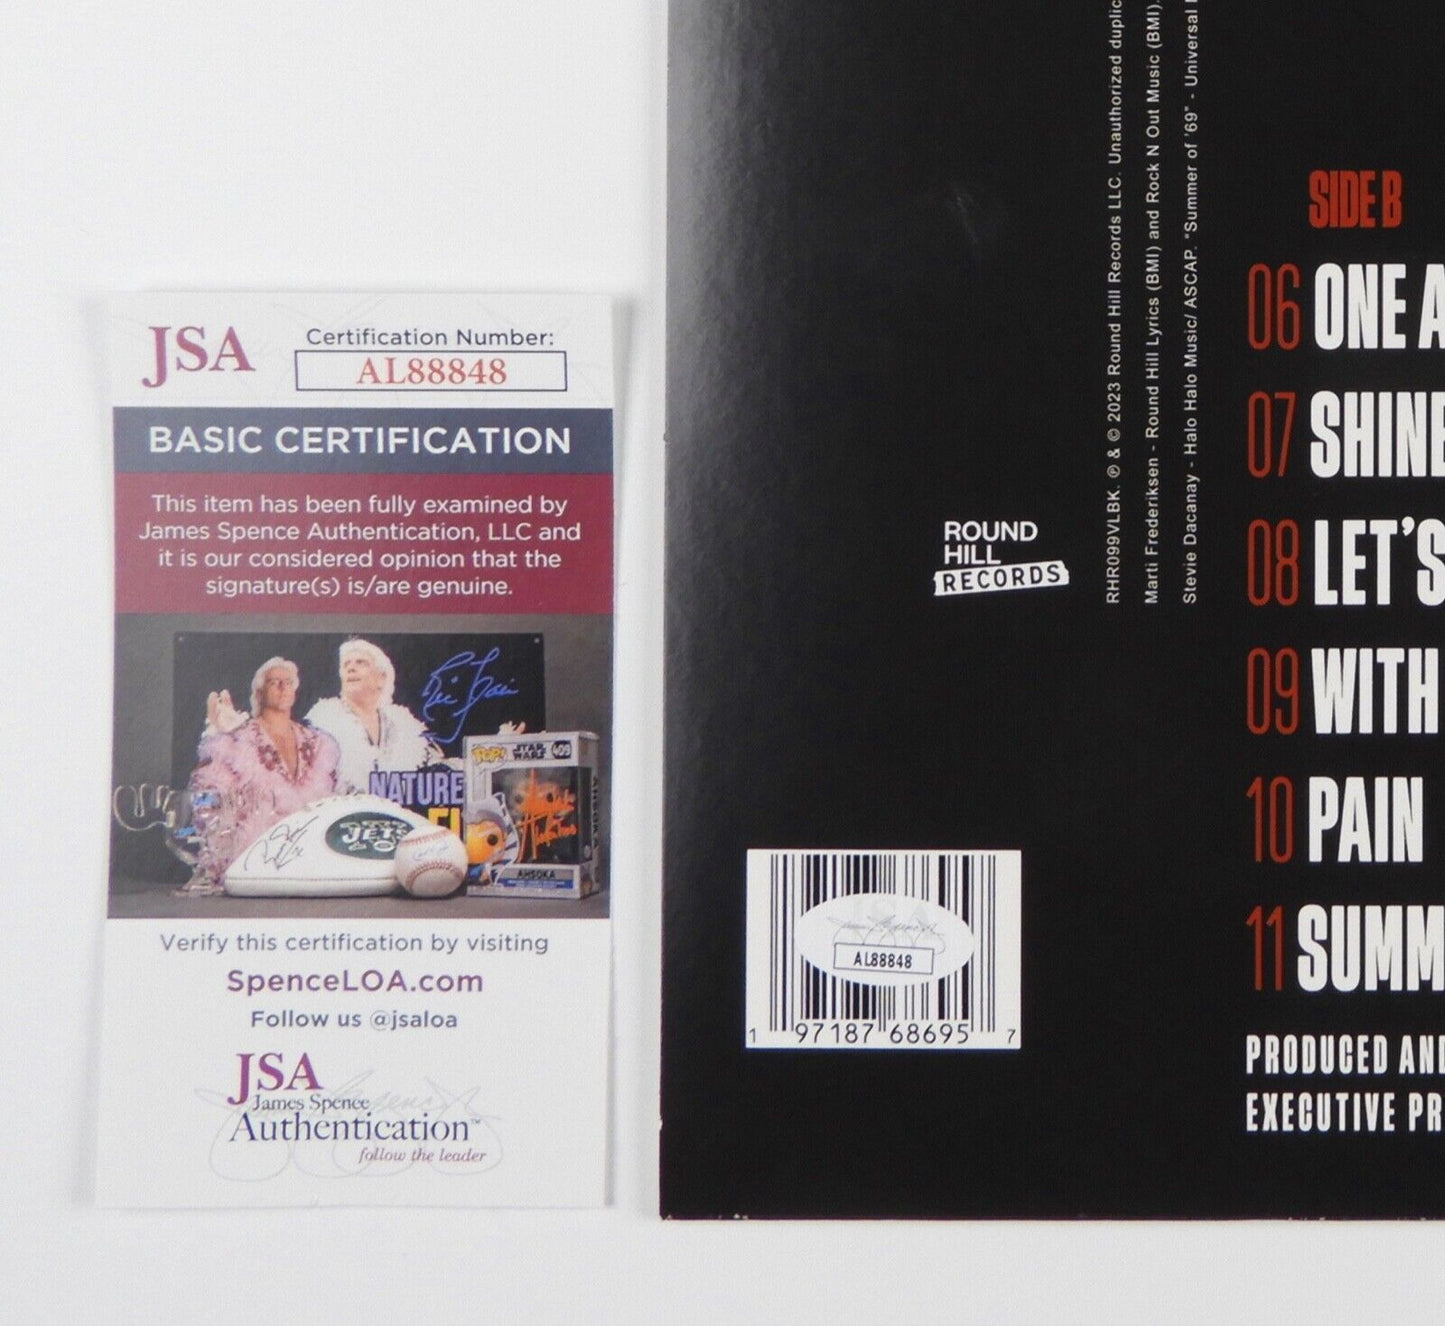 JSA
Certification Number:
AL88848
BASIC CERTIFICATION
This item has been fully examined by
James Spence Authentication, LLC and
it is our considered opinion that the
signature(s) is/are genuine.
NATURE
POP!
STAR WARS
409
JETS
AHSOKA
Verify this certification by visiting
SpenceLOA.com
Follow us @jsaloa
JSA
James Spence
Authentication™
follow the leader
ROUND
HILL
RECORDS
RHR099VLBK. ℗ & © 2023 Round Hill Records LLC. Unauthorized duplic
Marti Frederiksen - Round Hill Lyrics (BMI) and Rock N Out Music (BMI),
Stevie Dacanay - Halo Halo Music/ ASCAP. "Summer of '69" - Universal
SIDE B
06 ONE A
07 SHINE
08 LET'S
09 WITH
10 PAIN
11 SUMM
PRODUCED AND
EXECUTIVE PR
JSA
AL88848
1 97187 68695 7